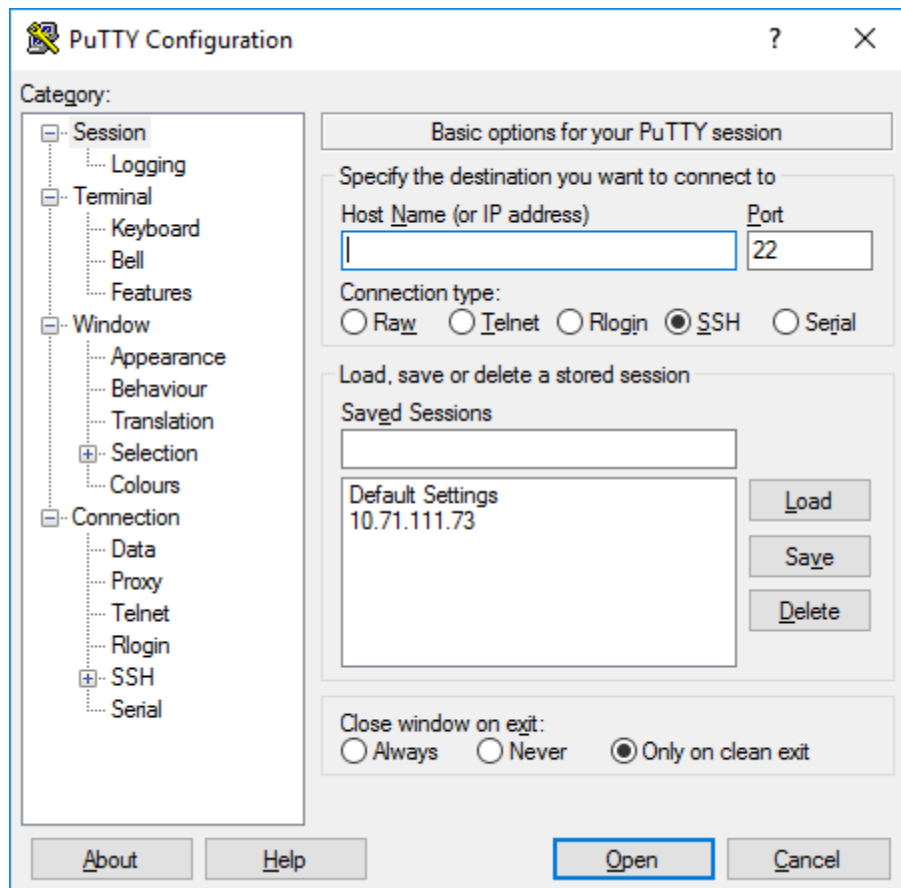 PuTTY Configuration
?
Category:
Session
Logging
Terminal
Keyboard
Bell
Features
Window
Appearance
Behaviour
Translation
Selection
Colours
Connection
Data
Proxy
Telnet
Rlogin
SSH
Serial
Basic options for your PuTTY session
Specify the destination you want to connect to
Host Name (or IP address) Port
22
Connection type:
Raw Telnet Rlogin SSH Serial
Load, save or delete a stored session
Saved Sessions
Default Settings
10.71.111.73
Load
Save
Delete
Close window on exit:
Always Never Only on clean exit
About Help Open Cancel